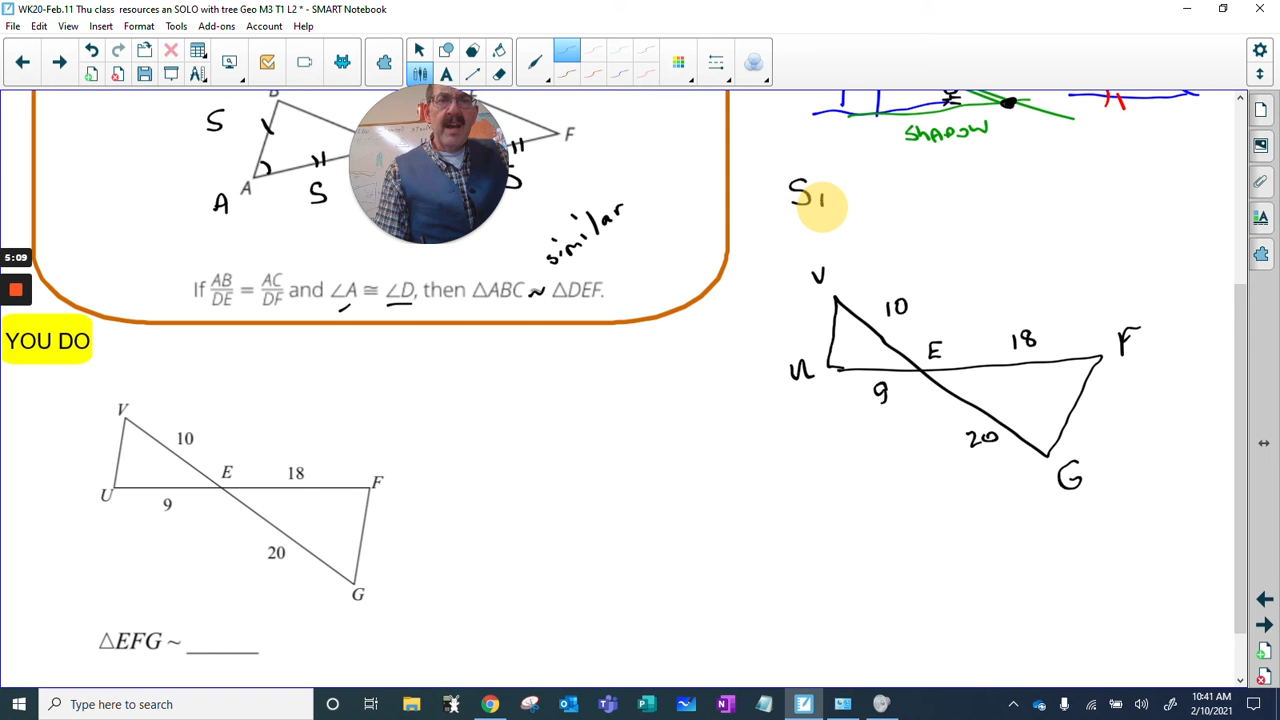 WK20-Feb.11 Thu class resources an SOLO with tree Geo M3 T1 L2 * - SMART Notebook
File Edit View Insert Format Tools Add-ons Account Help
5:09
YOU DO
S
A
S
S
F
A
similar
If AB/DE = AC/DF and ∠A ≅ ∠D, then △ABC ~ △DEF.
SHADOW
SI
V
10
E
18
F
U
9
20
G
V
10
E
18
F
U
9
20
G
△EFG ~ ______
Type here to search
10:41 AM
2/10/2021